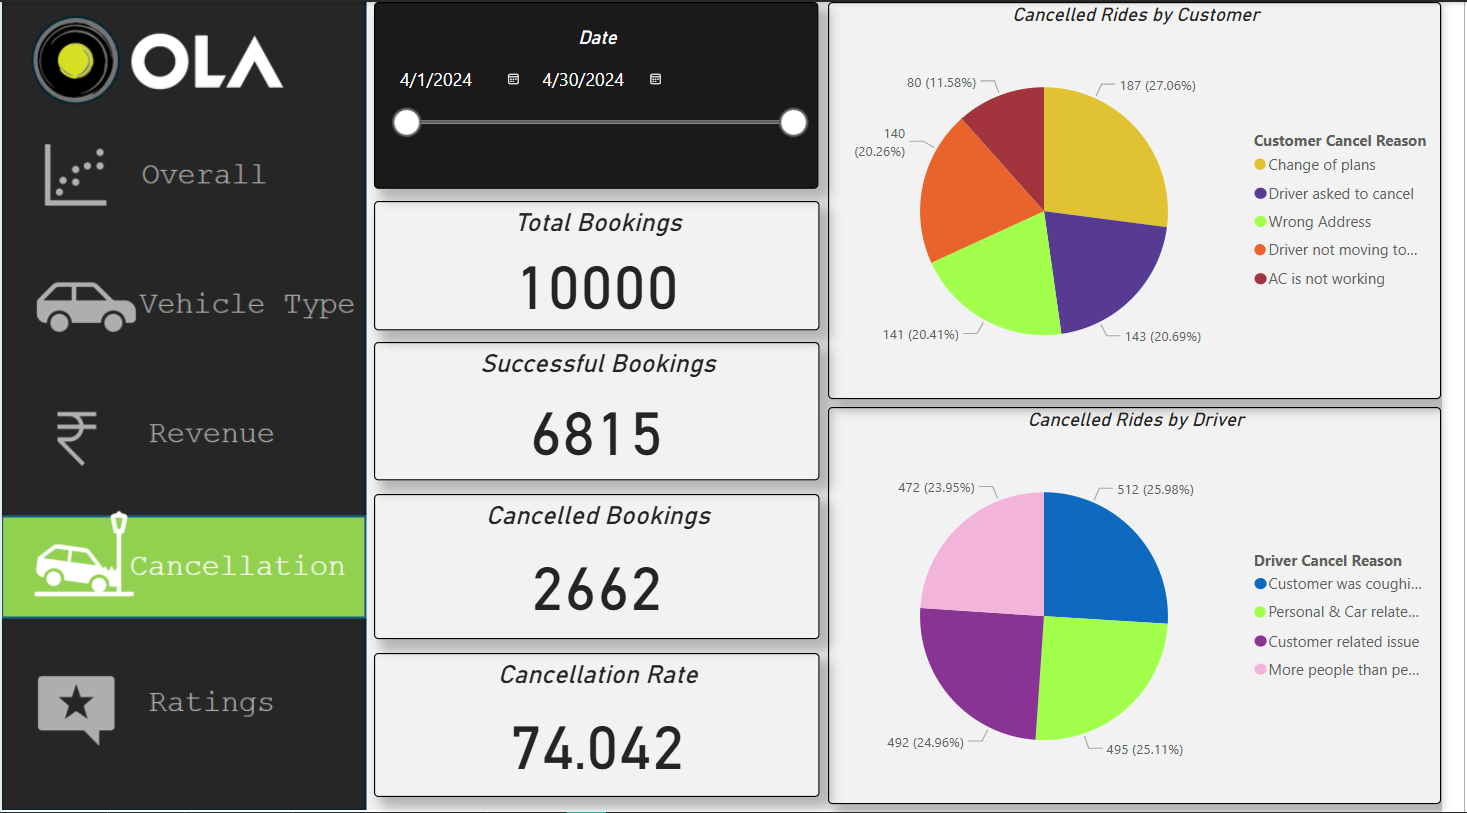 OLA
Overall
Vehicle Type
Revenue
Cancellation
Ratings
Date
4/1/2024
4/30/2024
Total Bookings
10000
Successful Bookings
6815
Cancelled Bookings
2662
Cancellation Rate
74.042
Cancelled Rides by Customer
80 (11.58%)
187 (27.06%)
140
(20.26%)
141 (20.41%)
143 (20.69%)
Customer Cancel Reason
Change of plans
Driver asked to cancel
Wrong Address
Driver not moving to...
AC is not working
Cancelled Rides by Driver
472 (23.95%)
512 (25.98%)
492 (24.96%)
495 (25.11%)
Driver Cancel Reason
Customer was coughi...
Personal & Car relate...
Customer related issue
More people than pe...